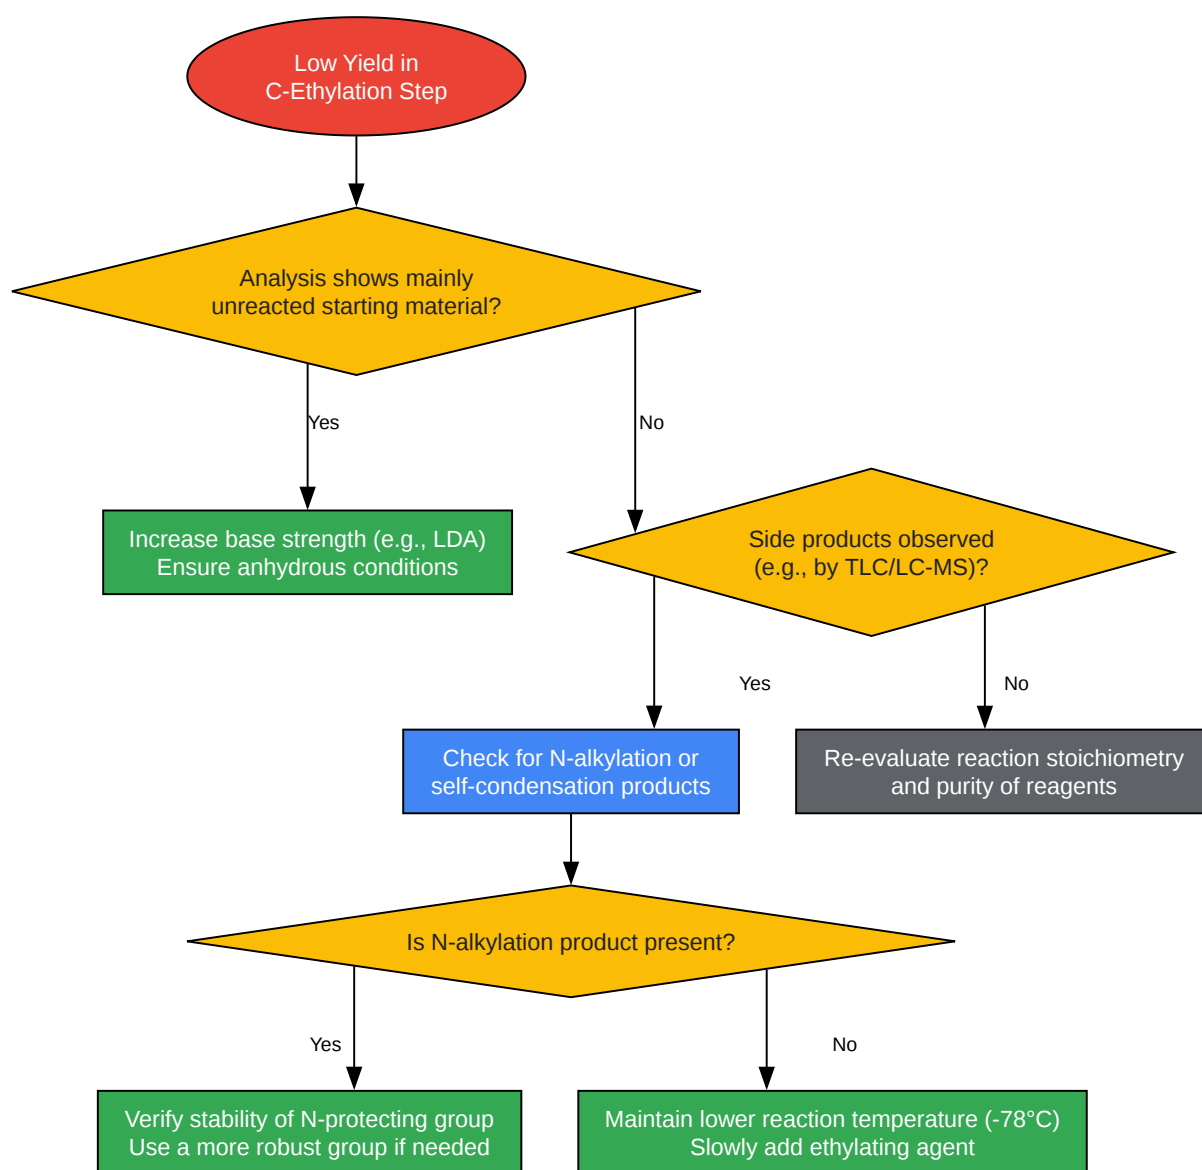 Low Yield in
C-Ethylation Step
Analysis shows mainly
unreacted starting material?
Yes
No
Increase base strength (e.g., LDA)
Ensure anhydrous conditions
Side products observed
(e.g., by TLC/LC-MS)?
Yes
No
Check for N-alkylation or
self-condensation products
Re-evaluate reaction stoichiometry
and purity of reagents
Is N-alkylation product present?
Yes
No
Verify stability of N-protecting group
Use a more robust group if needed
Maintain lower reaction temperature (-78°C)
Slowly add ethylating agent